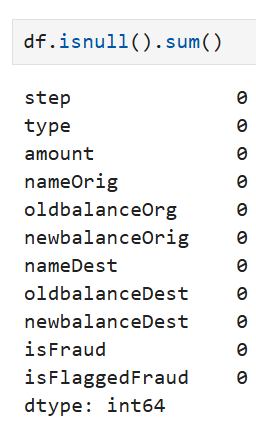 df.isnull().sum()
step 0
type 0
amount 0
nameOrig 0
oldbalanceOrg 0
newbalanceOrig 0
nameDest 0
oldbalanceDest 0
newbalanceDest 0
isFraud 0
isFlaggedFraud 0
dtype: int64